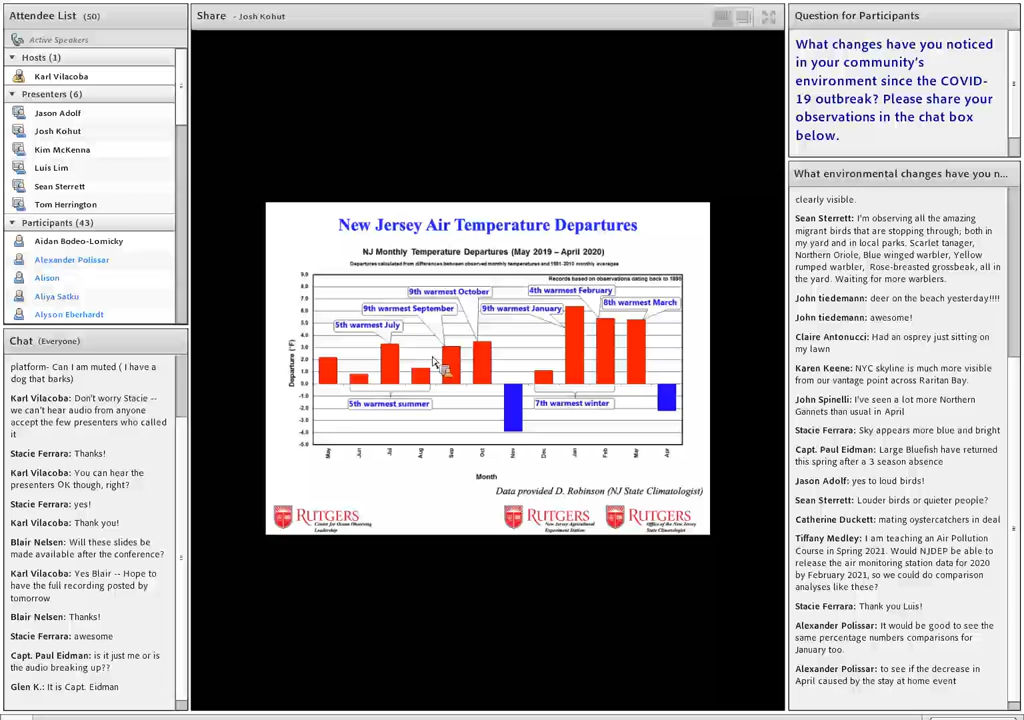 Attendee List (50)
Active Speakers
Hosts (1)
Karl Vilacoba
Presenters (6)
Jason Adolf
Josh Kohut
Kim McKenna
Luis Lim
Sean Sterrett
Tom Herrington
Participants (43)
Aidan Bodeo-Lomicky
Alexander Polissar
Alison
Aliya Satku
Alyson Eberhardt
Chat (Everyone)
platform- Can I am muted ( I have a
dog that barks)
Karl Vilacoba: Don't worry Stacie --
we can't hear audio from anyone
accept the few presenters who called
it
Stacie Ferrara: Thanks!
Karl Vilacoba: You can hear the
presenters OK though, right?
Stacie Ferrara: yes!
Karl Vilacoba: Thank you!
Blair Nelsen: Will these slides be
made available after the conference?
Karl Vilacoba: Yes Blair -- Hope to
have the full recording posted by
tomorrow
Blair Nelsen: Thanks!
Stacie Ferrara: awesome
Capt. Paul Eidman: is it just me or is
the audio breaking up??
Glen K.: It is Capt. Eidman
Share - Josh Kohut
New Jersey Air Temperature Departures
NJ Monthly Temperature Departures (May 2019 – April 2020)
Departures calculated from differences between observed monthly temperatures and 1981-2010 monthly averages
Records based on observations dating back to 1895
Departure (°F)
9.0
8.0
7.0
6.0
5.0
4.0
3.0
2.0
1.0
0.0
-1.0
-2.0
-3.0
-4.0
-5.0
9th warmest October
4th warmest February
9th warmest September
9th warmest January
8th warmest March
5th warmest July
5th warmest summer
7th warmest winter
May
Jun
Jul
Aug
Sep
Oct
Nov
Dec
Jan
Feb
Mar
Apr
Month
Data provided D. Robinson (NJ State Climatologist)
RUTGERS
Center for Ocean Observing
Leadership
RUTGERS
New Jersey Agricultural
Experiment Station
RUTGERS
Office of the New Jersey
State Climatologist
Question for Participants
What changes have you noticed
in your community's
environment since the COVID-
19 outbreak? Please share your
observations in the chat box
below.
What environmental changes have you n...
clearly visible.
Sean Sterrett: I'm observing all the amazing
migrant birds that are stopping through; both in
my yard and in local parks. Scarlet tanager,
Northern Oriole, Blue winged warbler, Yellow
rumped warbler, Rose-breasted grossbeak, all in
the yard. Waiting for more warblers.
John tiedemann: deer on the beach yesterday!!!!
John tiedemann: awesome!
Claire Antonucci: Had an osprey just sitting on
my lawn
Karen Keene: NYC skyline is much more visible
from our vantage point across Raritan Bay.
John Spinelli: I've seen a lot more Northern
Gannets than usual in April
Stacie Ferrara: Sky appears more blue and bright
Capt. Paul Eidman: Large Bluefish have returned
this spring after a 3 season absence
Jason Adolf: yes to loud birds!
Sean Sterrett: Louder birds or quieter people?
Catherine Duckett: mating oystercatchers in deal
Tiffany Medley: I am teaching an Air Pollution
Course in Spring 2021. Would NJDEP be able to
release the air monitoring station data for 2020
by February 2021, so we could do comparison
analyses like these?
Stacie Ferrara: Thank you Luis!
Alexander Polissar: It would be good to see the
same percentage numbers comparisons for
January too.
Alexander Polissar: to see if the decrease in
April caused by the stay at home event